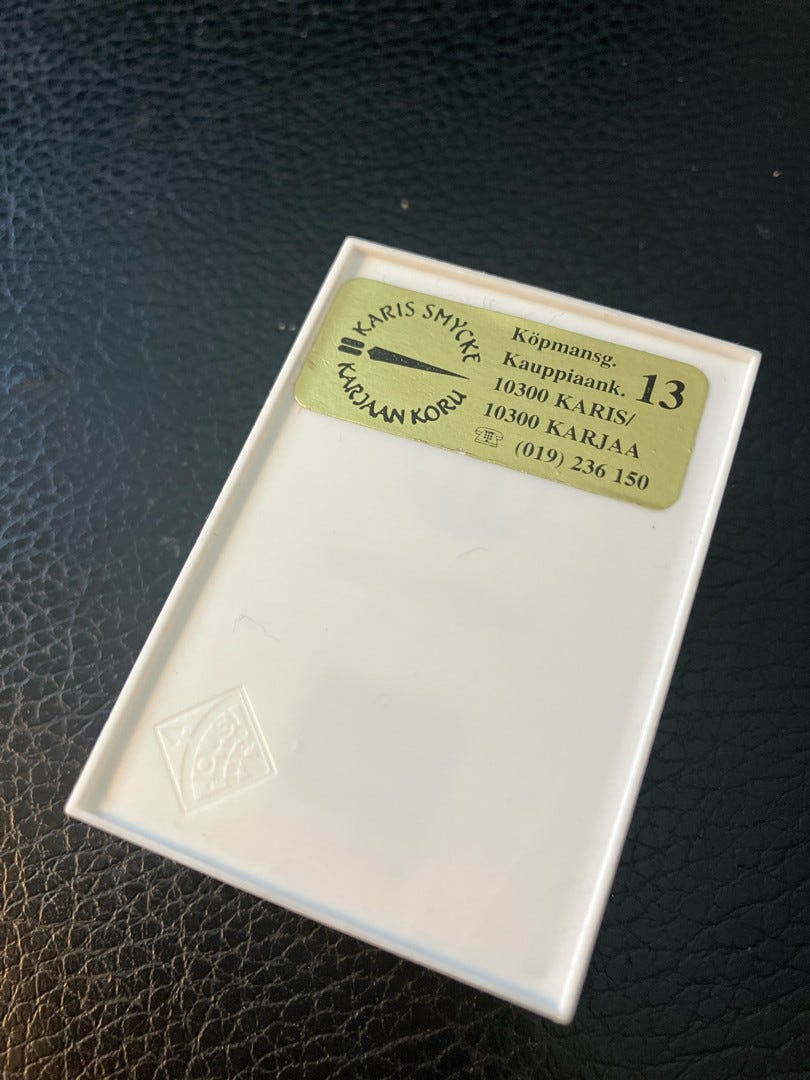 KARIS SMYCKE
KARJAAN KORU
Köpmansg.
Kauppiaank. 13
10300 KARIS/
10300 KARJAA
☏ (019) 236 150